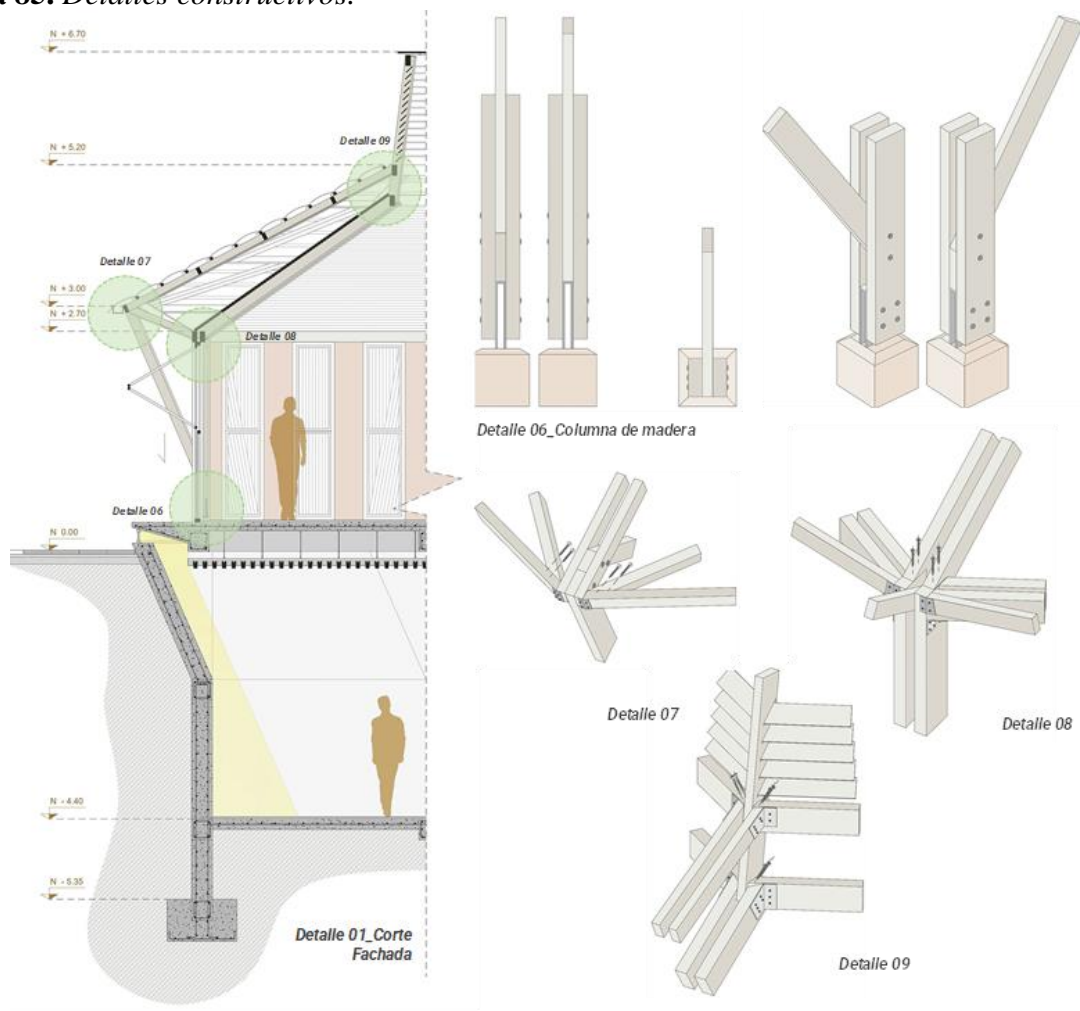 Detalles constructivos.
N + 6.70
Detalle 09
N + 5.20
Detalle 07
N + 3.00
N + 2.70
Detalle 08
Detalle 06_Columna de madera
Detalle 06
N 0.00
Detalle 07
Detalle 08
N - 4.40
N - 5.35
Detalle 01_Corte
Fachada
Detalle 09